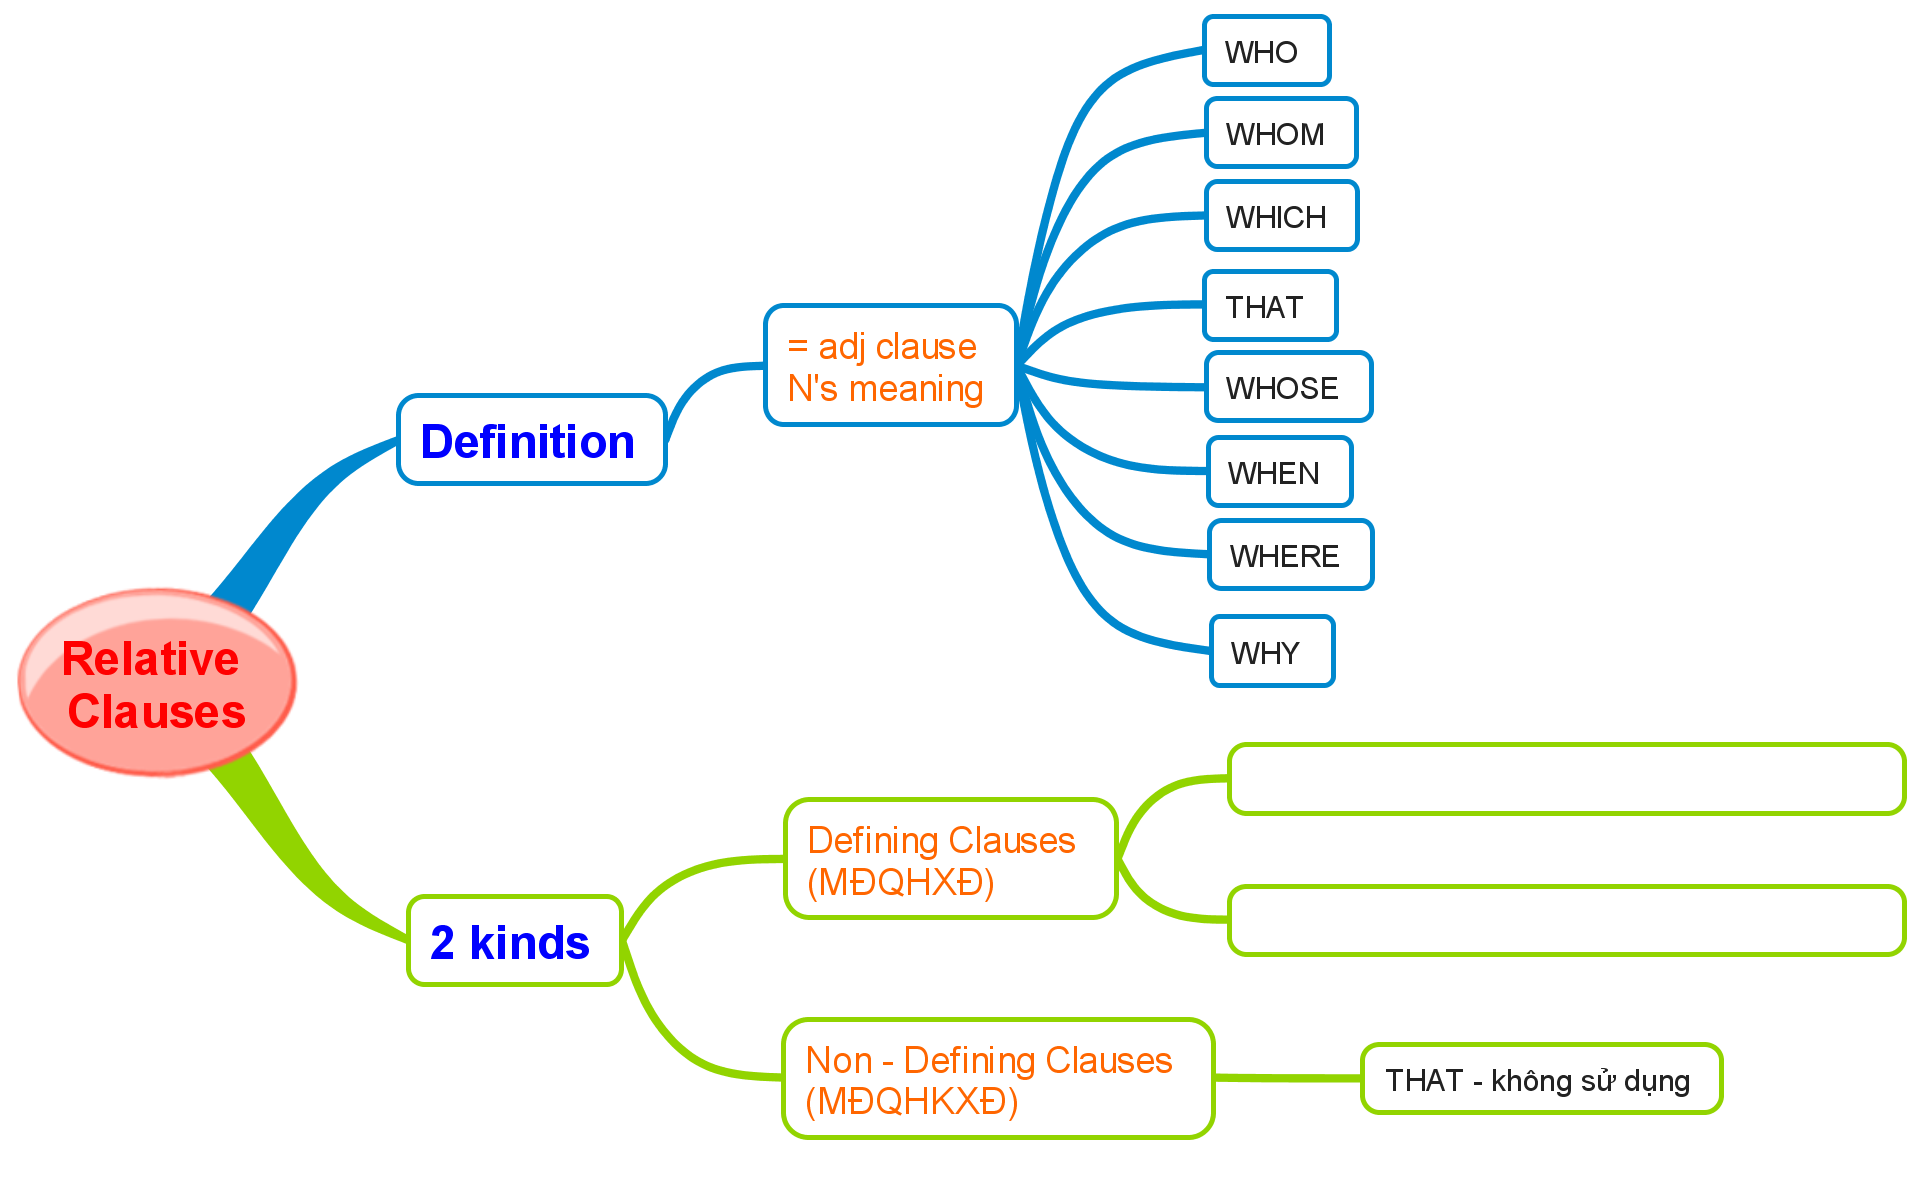 Relative
Clauses
Definition
= adj clause
N's meaning
WHO
WHOM
WHICH
THAT
WHOSE
WHEN
WHERE
WHY
2 kinds
Defining Clauses
(MĐQHXĐ)
Non - Defining Clauses
(MĐQHKXĐ)
THAT - không sử dụng